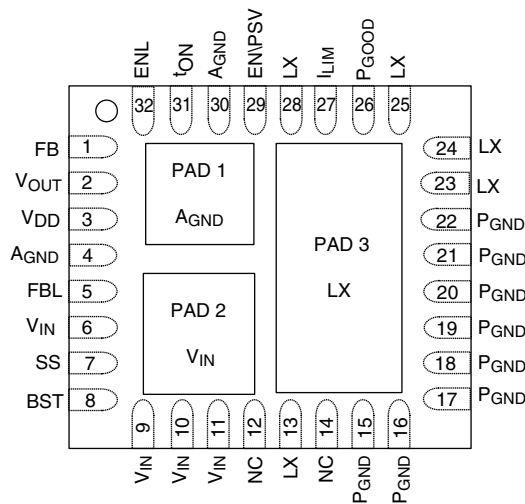 ENL
tON
AGND
EN\PSV
LX
ILIM
PGOOD
LX
32
31
30
29
28
27
26
25
FB 1
VOUT 2
VDD 3
AGND 4
FBL 5
VIN 6
SS 7
BST 8
PAD 1
AGND
PAD 2
VIN
PAD 3
LX
24 LX
23 LX
22 PGND
21 PGND
20 PGND
19 PGND
18 PGND
17 PGND
9
10
11
12
13
14
15
16
VIN
VIN
VIN
NC
LX
NC
PGND
PGND